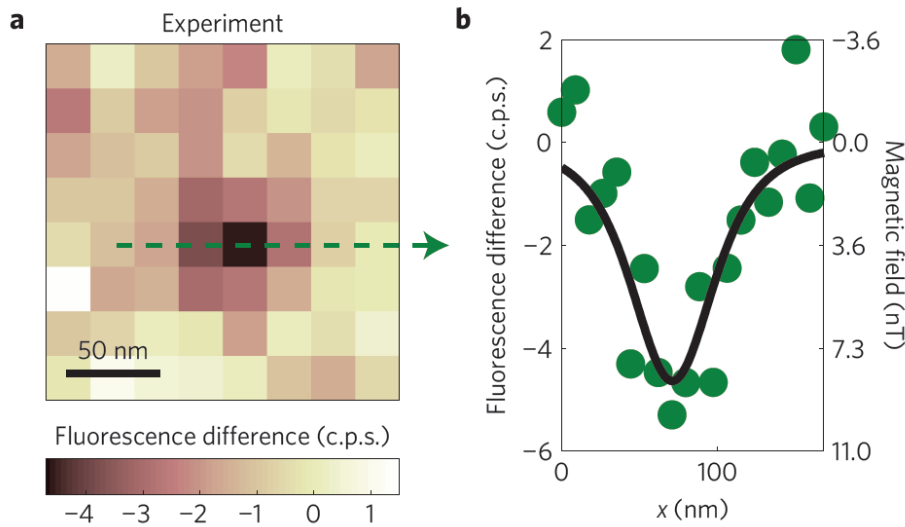 a
Experiment
50 nm
Fluorescence difference (c.p.s.)
−4 −3 −2 −1 0 1
b
Fluorescence difference (c.p.s.)
2
0
−2
−4
−6
0 100
x (nm)
−3.6
0.0
3.6
7.3
11.0
Magnetic field (nT)